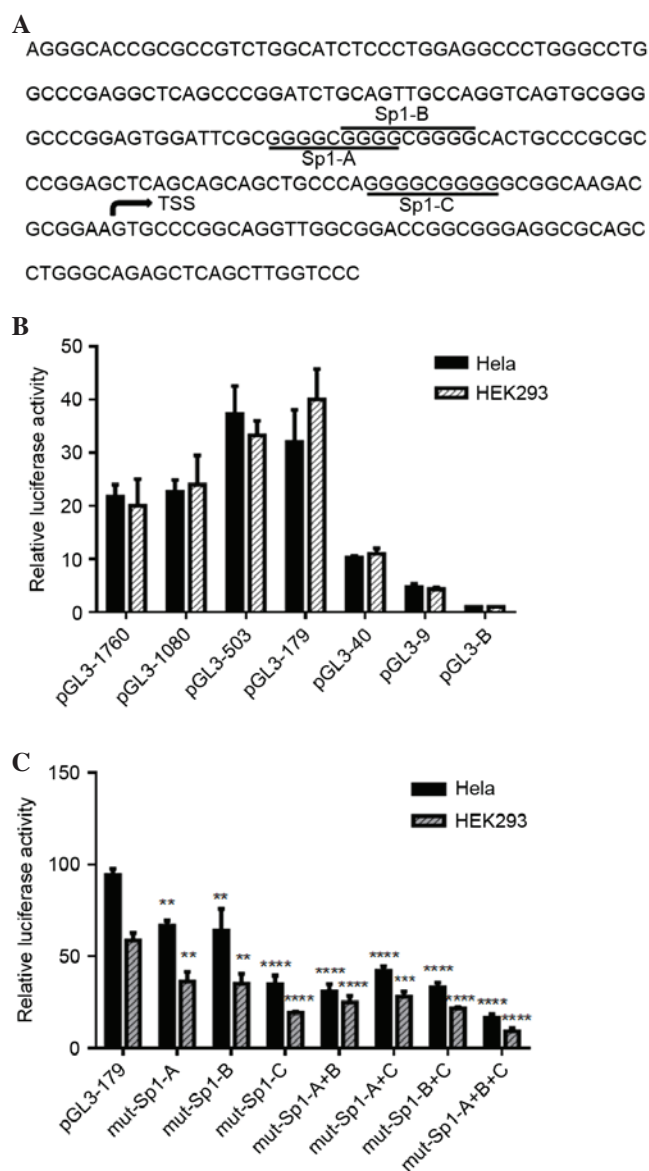 A
AGGGCACCGCGCCGTCTGGCATCTCCCTGGAGGCCCTGGGCCTG
GCCCGAGGCTCAGCCCGGATCTGCAGTTGCCAGGTCAGTGCGGG
Sp1-B
GCCCGGAGTGGATTCGCGGGGCGGGGCGGGGCACTGCCCGCGC
Sp1-A
CCGGAGCTCAGCAGCAGCTGCCCAGGGGCGGGGGCGGCAAGAC
TSS
Sp1-C
GCGGAAGTGCCCGGCAGGTTGGCGGACCGGCGGGAGGCGCAGC
CTGGGCAGAGCTCAGCTTGGTCCC
B
Relative luciferase activity
50
40
30
20
10
0
Hela
HEK293
pGL3-1760
pGL3-1080
pGL3-503
pGL3-179
pGL3-40
pGL3-9
pGL3-B
C
Relative luciferase activity
150
100
50
0
Hela
HEK293
** ** ** ** **** **** **** **** **** *** **** **** **** ****
pGL3-179
mut-Sp1-A
mut-Sp1-B
mut-Sp1-C
mut-Sp1-A+B
mut-Sp1-A+C
mut-Sp1-B+C
mut-Sp1-A+B+C